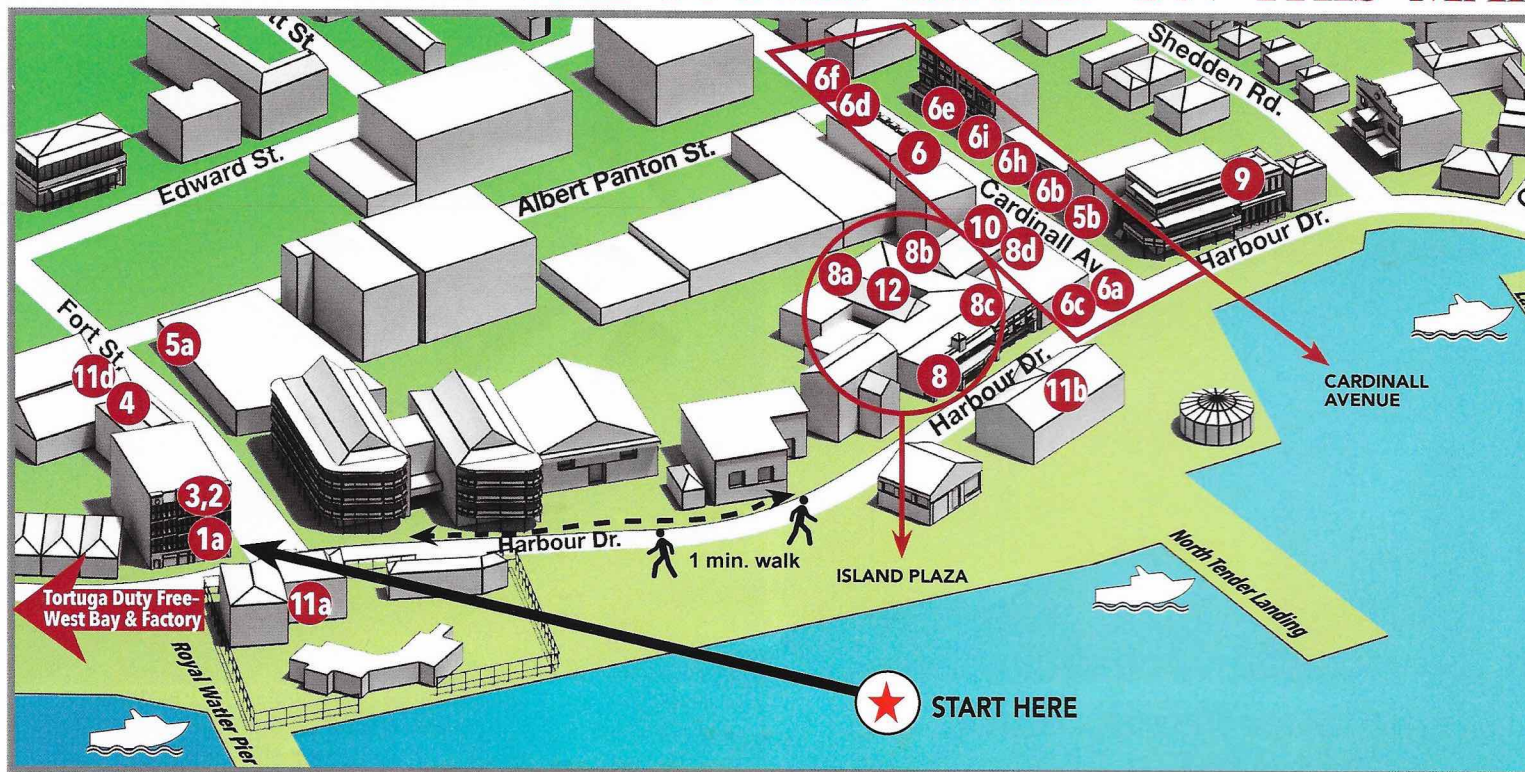 Shedden Rd.
6f
6d
6e
6i
6h
6b
5b
6
9
Edward St.
Albert Panton St.
Cardinall Av
Harbour Dr.
10
8d
8b
8a
12
8c
6c
6a
8
Fort St.
5a
11d
4
Harbour Dr.
11b
CARDINALL
AVENUE
3,2
1a
Harbour Dr.
1 min. walk
ISLAND PLAZA
North Tender Landing
Tortuga Duty Free–
West Bay & Factory
11a
Royal Watler Pier
START HERE